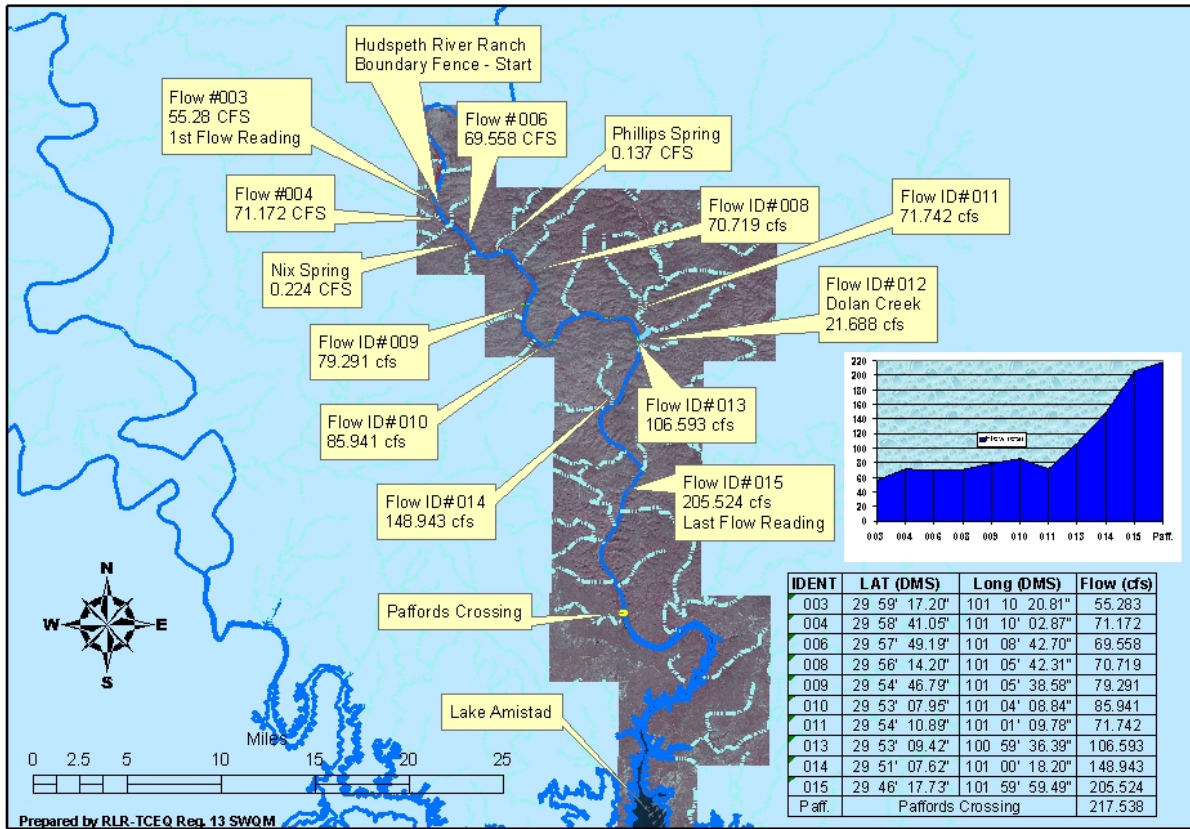 Hudspeth River Ranch
Boundary Fence - Start
Flow #003
55.28 CFS
1st Flow Reading
Flow #006
69.558 CFS
Phillips Spring
0.137 CFS
Flow #004
71.172 CFS
Flow ID#008
70.719 cfs
Flow ID#011
71.742 cfs
Nix Spring
0.224 CFS
Flow ID#012
Dolan Creek
21.688 cfs
Flow ID#009
79.291 cfs
Flow ID#010
85.941 cfs
Flow ID#013
106.593 cfs
Flow ID#014
148.943 cfs
Flow ID#015
205.524 cfs
Last Flow Reading
Paffords Crossing
Lake Amistad
220
200
180
160
140
120
100
80
60
40
20
0
003 004 006 008 009 010 011 013 014 015 Paff.
N
W E
S
Miles
0 2.5 5 10 15 20 25
IDENT LAT (DMS) Long (DMS) Flow (cfs)
003 29 59' 17.20" 101 10 20.81" 55.283
004 29 58' 41.05" 101 10' 02.87" 71.172
006 29 57' 49.19" 101 08' 42.70" 69.558
008 29 56' 14.20" 101 05' 42.31" 70.719
009 29 54' 46.79" 101 05' 38.58" 79.291
010 29 53' 07.95" 101 04' 08.84" 85.941
011 29 54' 10.89" 101 01' 09.78" 71.742
013 29 53' 09.42" 100 59' 36.39" 106.593
014 29 51' 07.62" 101 00' 18.20" 148.943
015 29 46' 17.73" 101 59' 59.49" 205.524
Paff. Paffords Crossing 217.538
Prepared by RLR-TCEQ Reg. 13 SWQM